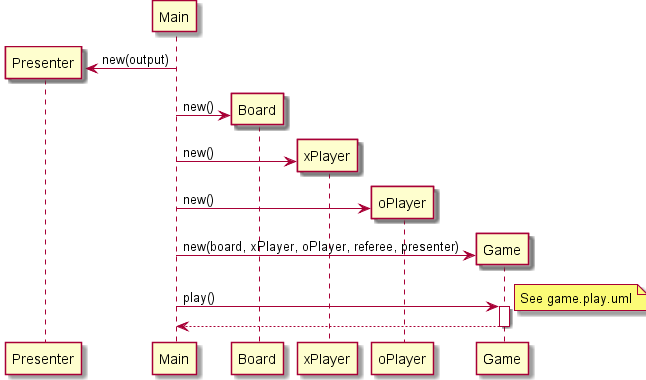 Main
Presenter
new(output)
new()
Board
new()
xPlayer
new()
oPlayer
new(board, xPlayer, oPlayer, referee, presenter)
Game
play()
See game.play.uml
Presenter
Main
Board
xPlayer
oPlayer
Game